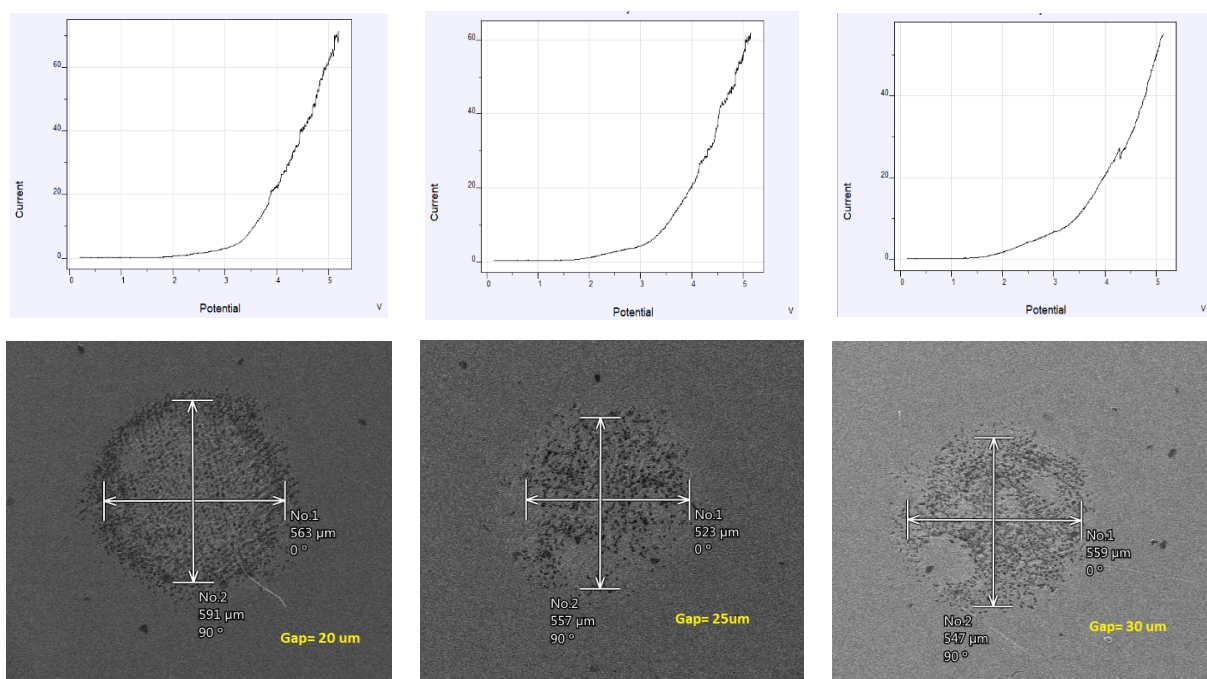 60
40
20
0
Current
0 1 2 3 4 5
Potential
V
60
40
20
0
Current
0 1 2 3 4 5
Potential
V
40
20
0
Current
0 1 2 3 4 5
Potential
V
No.1
563 µm
0 °
No.2
591 µm
90 °
Gap= 20 um
No.1
523 µm
0 °
No.2
557 µm
90 °
Gap= 25um
No.1
559 µm
0 °
No.2
547 µm
90 °
Gap= 30 um